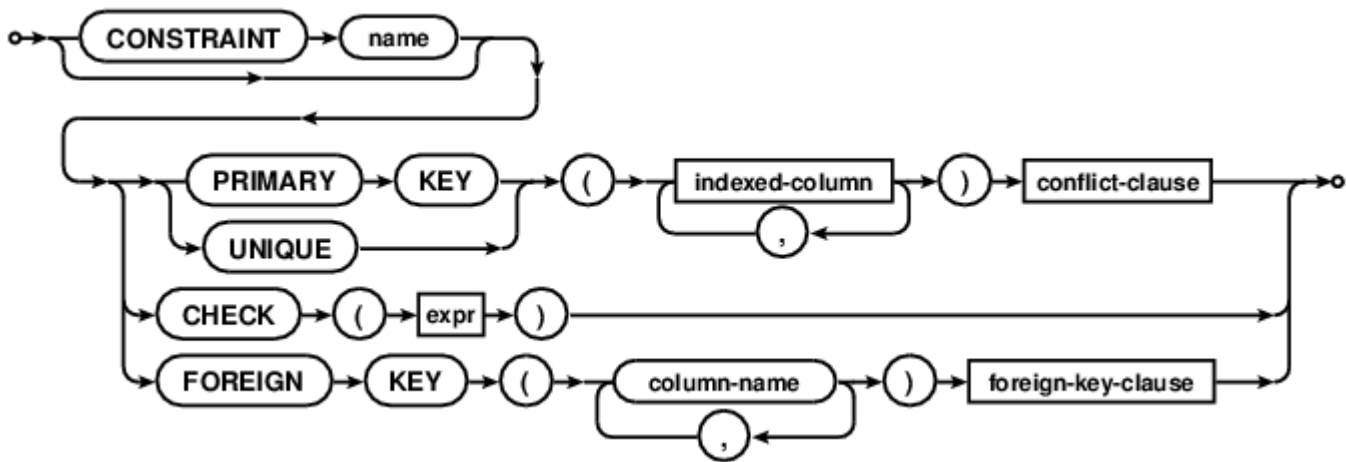 CONSTRAINT name
PRIMARY KEY ( indexed-column ) conflict-clause
,
UNIQUE
CHECK ( expr )
FOREIGN KEY ( column-name ) foreign-key-clause
,